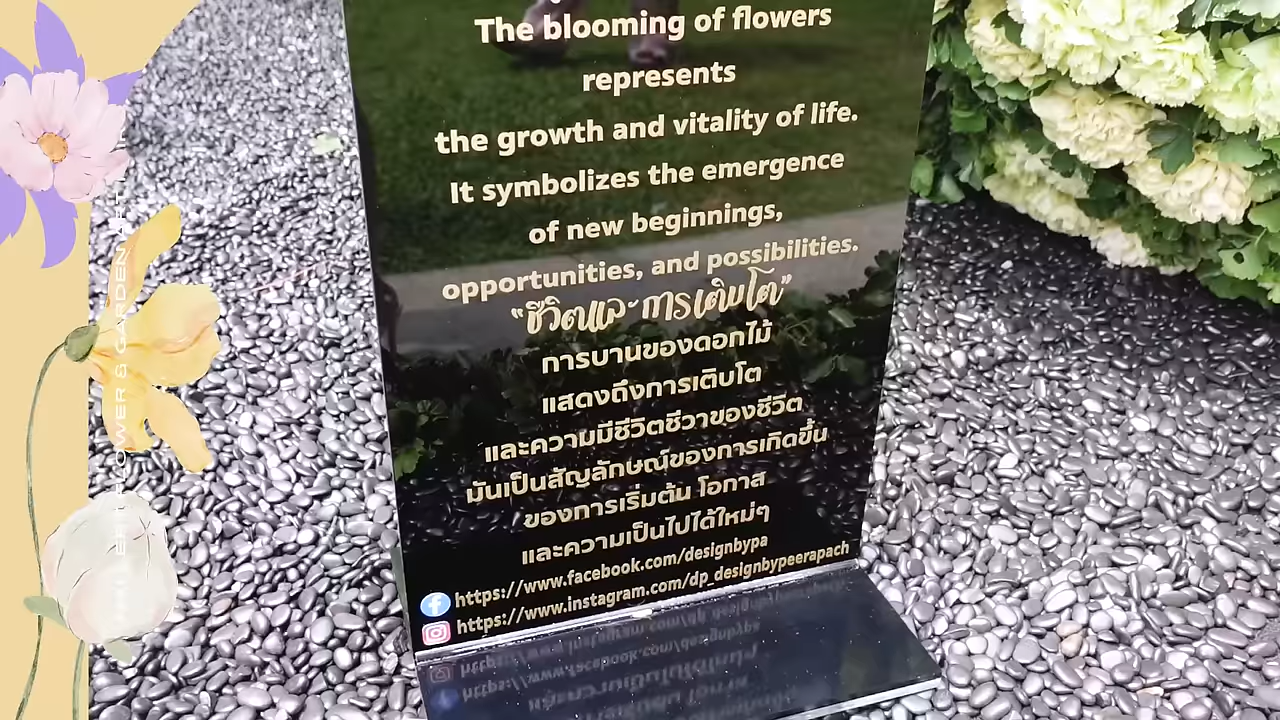 The blooming of flowers
represents
the growth and vitality of life.
It symbolizes the emergence
of new beginnings,
opportunities, and possibilities.
“ชีวิตและการเติบโต”
การบานของดอกไม้
แสดงถึงการเติบโต
และความมีชีวิตชีวาของชีวิต
มันเป็นสัญลักษณ์ของการเกิดขึ้น
ของการเริ่มต้น โอกาส
และความเป็นไปได้ใหม่ๆ
https://www.facebook.com/designbypa
https://www.instagram.com/dp_designbypeerapach
FLOWER & GARDEN